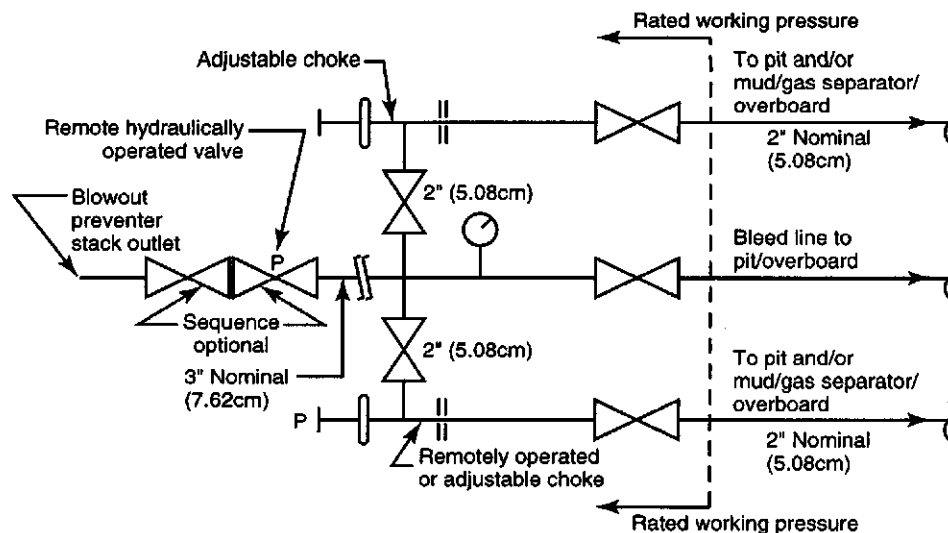 Rated working pressure
Adjustable choke
To pit and/or
mud/gas separator/
overboard
Remote hydraulically
operated valve
2" Nominal
(5.08cm)
2" (5.08cm)
Blowout
preventer
stack outlet
P
Bleed line to
pit/overboard
Sequence
optional
2" (5.08cm)
3" Nominal
(7.62cm)
To pit and/or
mud/gas separator/
overboard
P
2" Nominal
(5.08cm)
Remotely operated
or adjustable choke
Rated working pressure